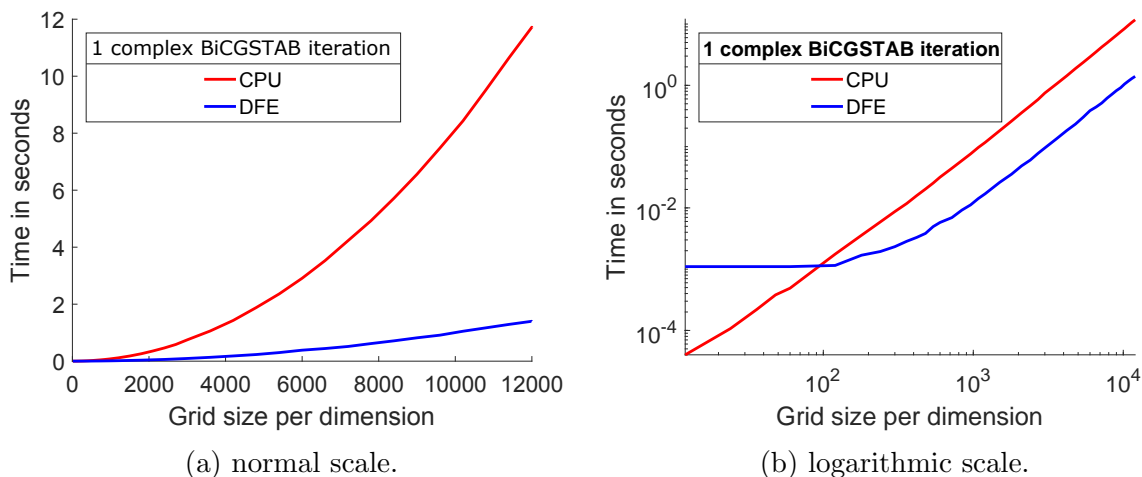 12
10
8
6
4
2
0
Time in seconds
1 complex BiCGSTAB iteration
CPU
DFE
0 2000 4000 6000 8000 10000 12000
Grid size per dimension
(a) normal scale.
10^0
10^-2
10^-4
Time in seconds
1 complex BiCGSTAB iteration
CPU
DFE
10^2 10^3 10^4
Grid size per dimension
(b) logarithmic scale.